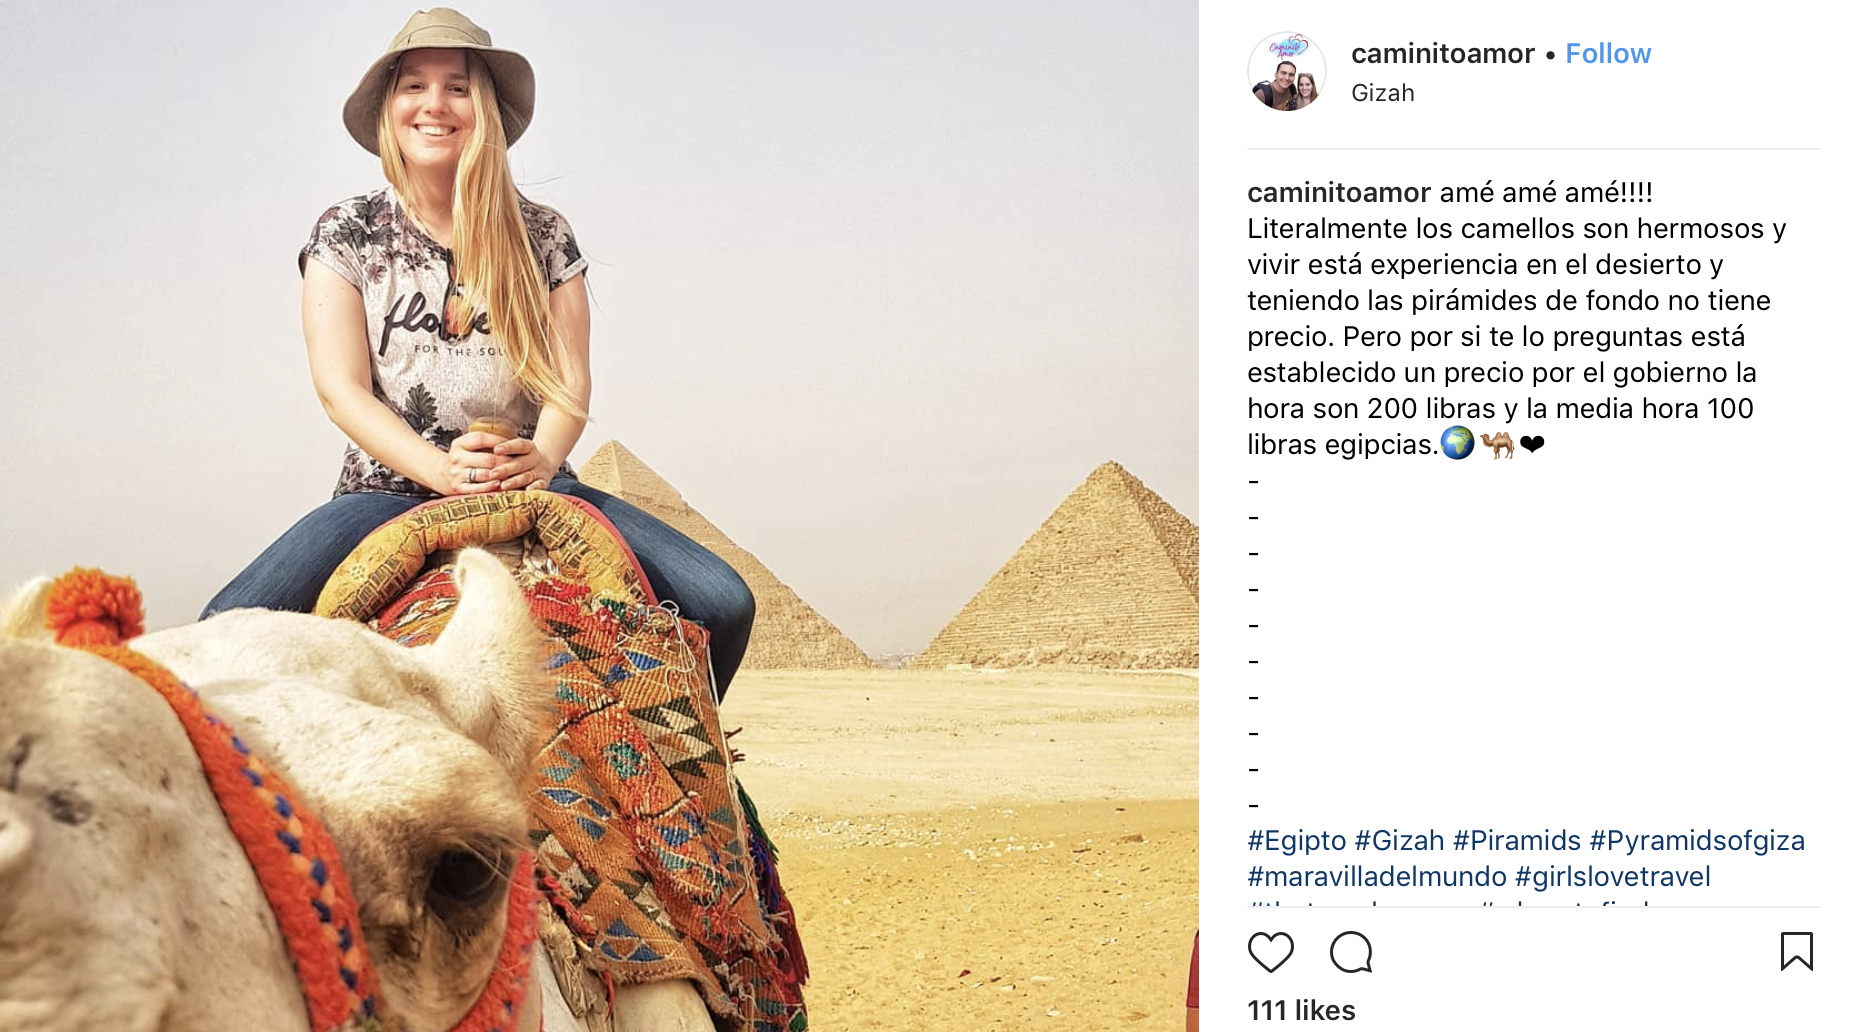 flo
FOR THE SOU
Caminito
Amor
caminitoamor • Follow
Gizah
caminitoamor amé amé amé!!!!
Literalmente los camellos son hermosos y
vivir está experiencia en el desierto y
teniendo las pirámides de fondo no tiene
precio. Pero por si te lo preguntas está
establecido un precio por el gobierno la
hora son 200 libras y la media hora 100
libras egipcias.🌍🐫❤
-
-
-
-
-
-
-
-
-
-
#Egipto #Gizah #Piramids #Pyramidsofgiza
#maravilladelmundo #girlslovetravel
111 likes